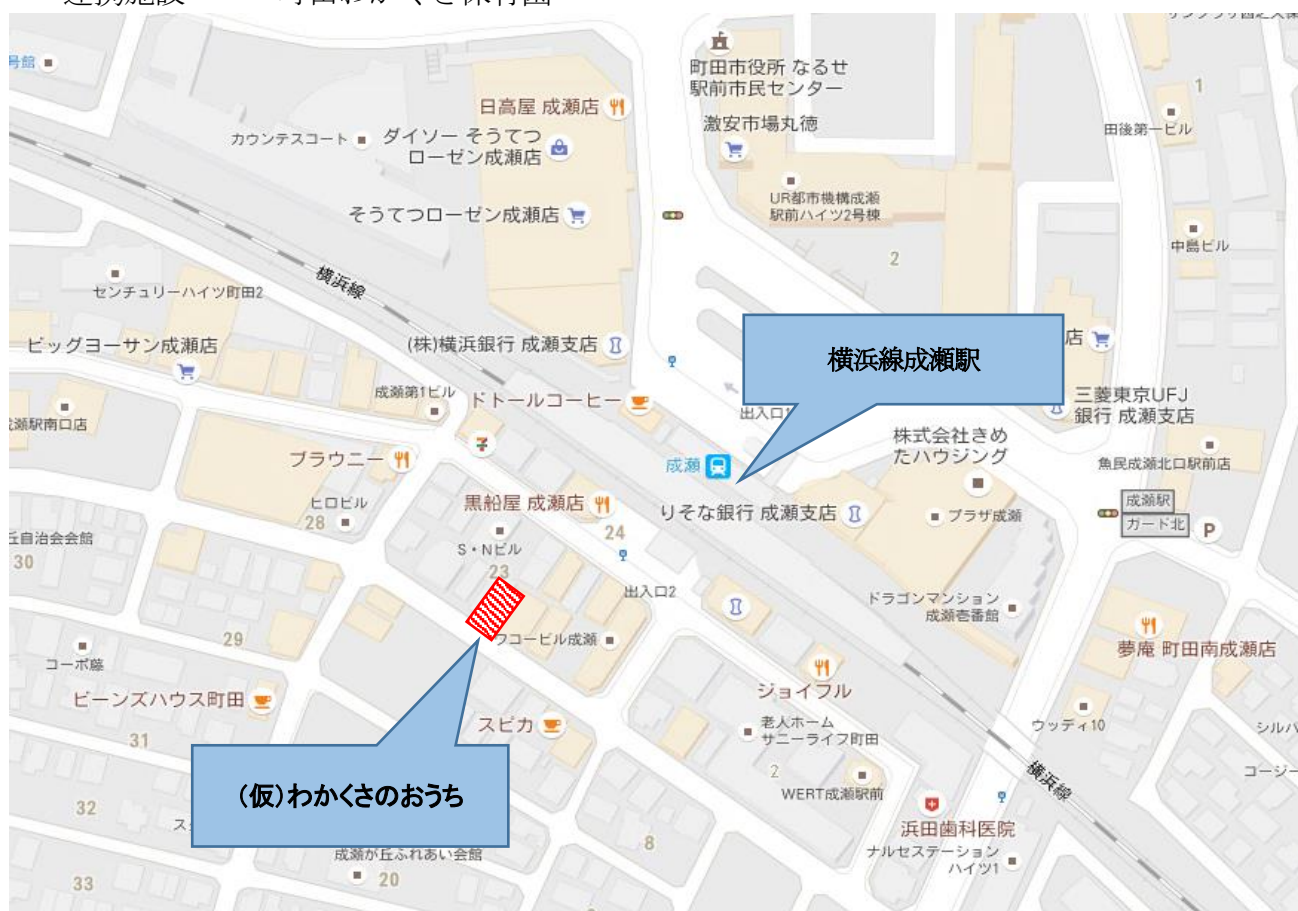 町田市役所 なるせ
駅前市民センター
号館
日高屋 成瀬店
激安市場丸徳
1
田後第一ビル
カウンテスコート
ダイソー そうてつ
ローゼン成瀬店
UR都市機構成瀬
駅前ハイツ2号棟
そうてつローゼン成瀬店
中島ビル
2
横浜線
センチュリーハイツ町田2
ビッグヨーサン成瀬店
(株)横浜銀行 成瀬支店
横浜線成瀬駅
店
成瀬第1ビル
ドトールコーヒー
出入口1
三菱東京UFJ
銀行 成瀬支店
瀬駅南口店
株式会社きめ
たハウジング
ブラウニー
成瀬
魚民成瀬北口駅前店
ヒロビル
28
黒船屋 成瀬店
りそな銀行 成瀬支店
プラザ成瀬
成瀬駅
ガード北
P
丘自治会会館
30
S・Nビル
24
23
出入口2
ドラゴンマンション
成瀬壱番館
29
ワコービル成瀬
夢庵 町田南成瀬店
コーポ藤
ジョイフル
ビーンズハウス町田
スピカ
老人ホーム
サニーライフ町田
ウッディ10
シルバ
31
横浜線
コージー
2
WERT成瀬駅前
(仮)わかくさのおうち
32
浜田歯科医院
ナルセステーション
ハイツ1
8
成瀬が丘ふれあい会館
20
33